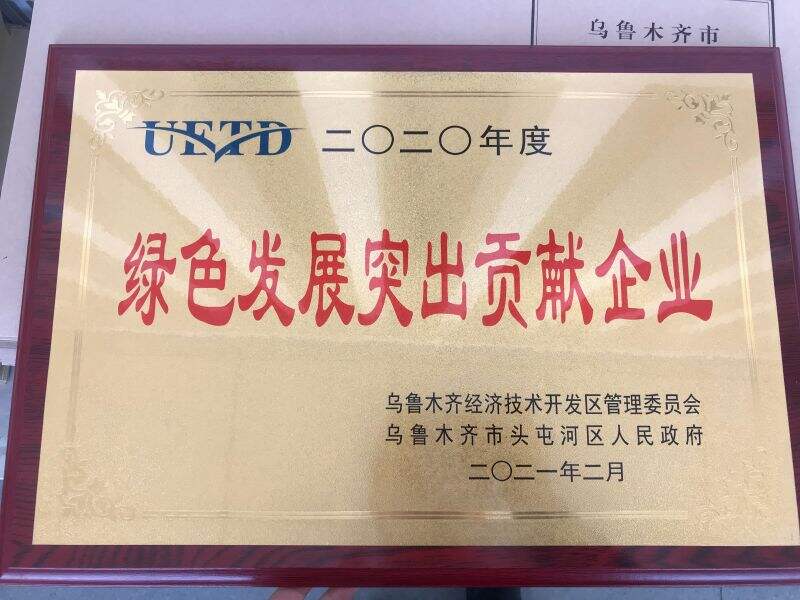 乌鲁木齐市
UETD 二〇二〇年度
绿色发展突出贡献企业
乌鲁木齐经济技术开发区管理委员会
乌鲁木齐市头屯河区人民政府
二〇二一年二月